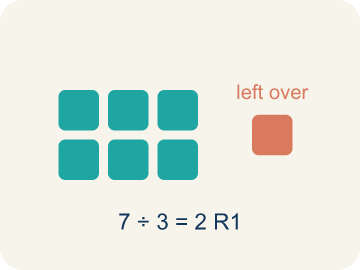 left over
7 ÷ 3 = 2 R1